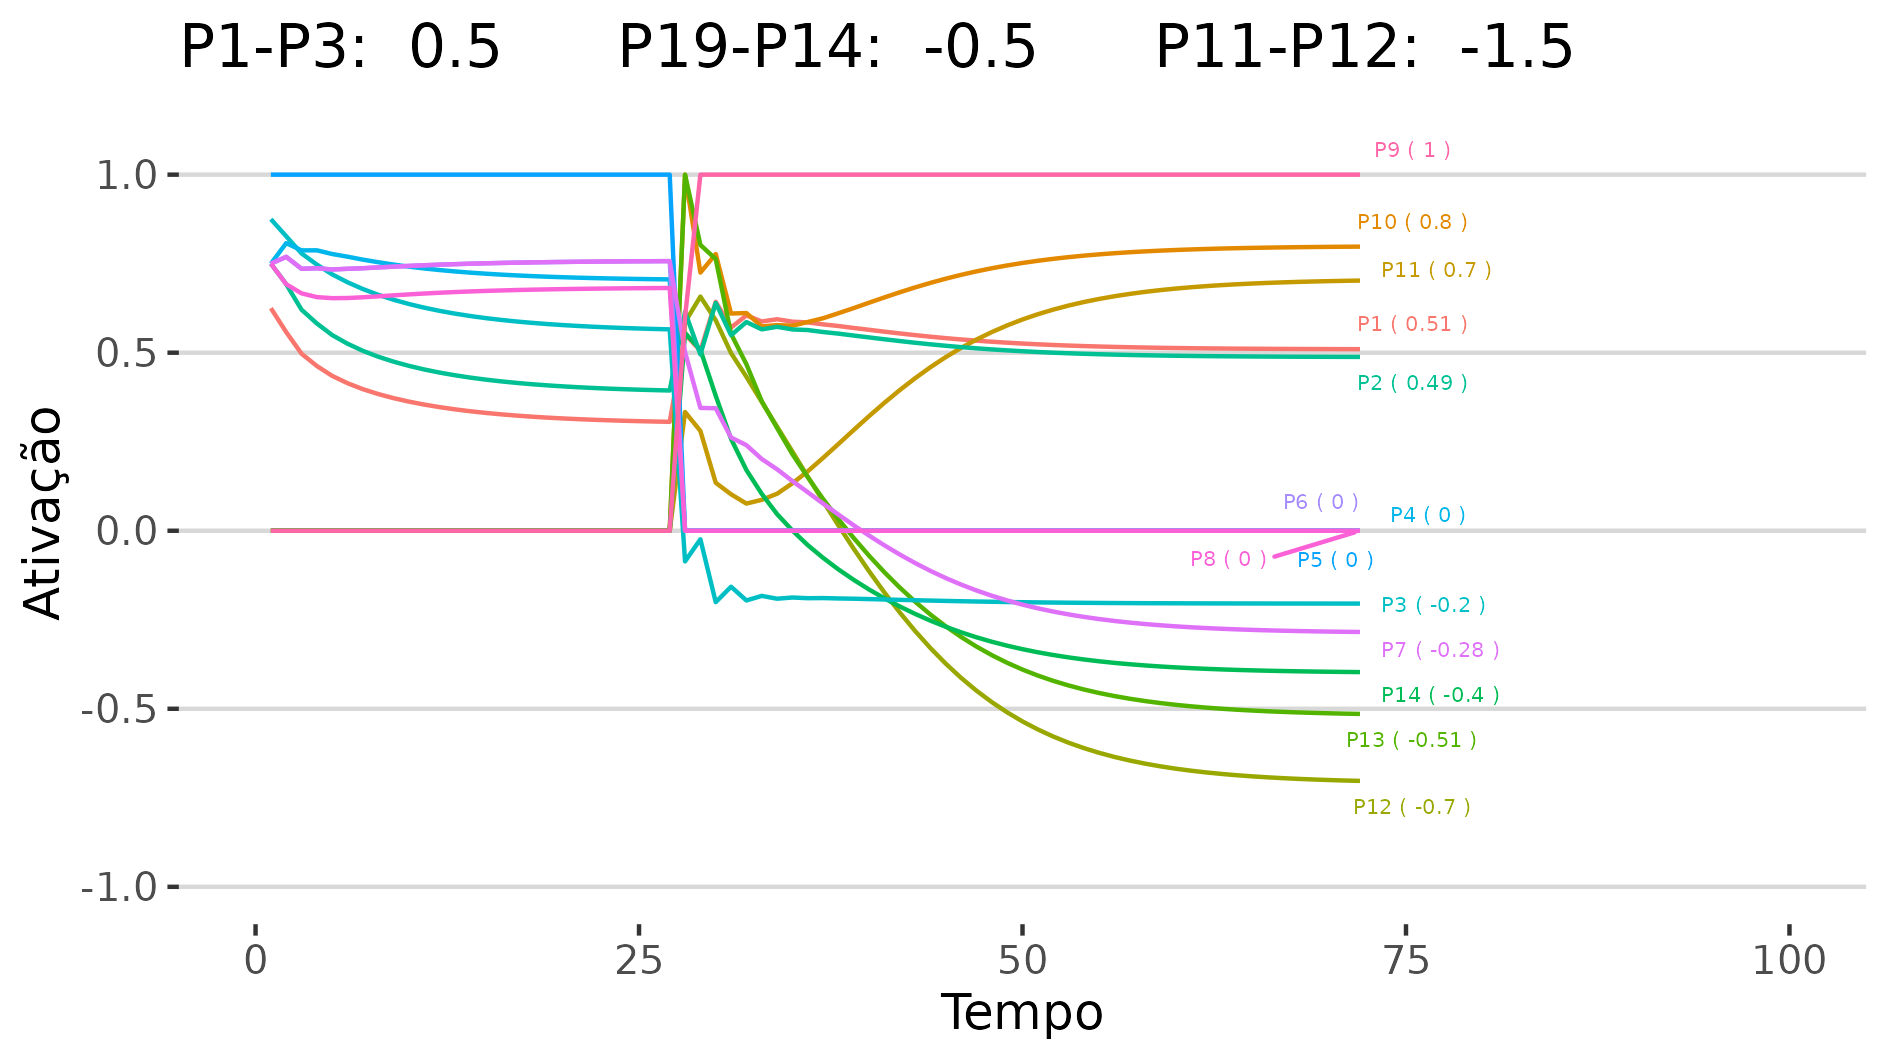 P1-P3:  0.5    P19-P14:  -0.5    P11-P12:  -1.5
P9 ( 1 )
1.0
P10 ( 0.8 )
P11 ( 0.7 )
P1 ( 0.51 )
0.5
P2 ( 0.49 )
P6 ( 0 )
P4 ( 0 )
0.0
P8 ( 0 )
P5 ( 0 )
P3 ( -0.2 )
P7 ( -0.28 )
P14 ( -0.4 )
-0.5
P13 ( -0.51 )
P12 ( -0.7 )
-1.0
Ativação
0 25 50 75 100
Tempo